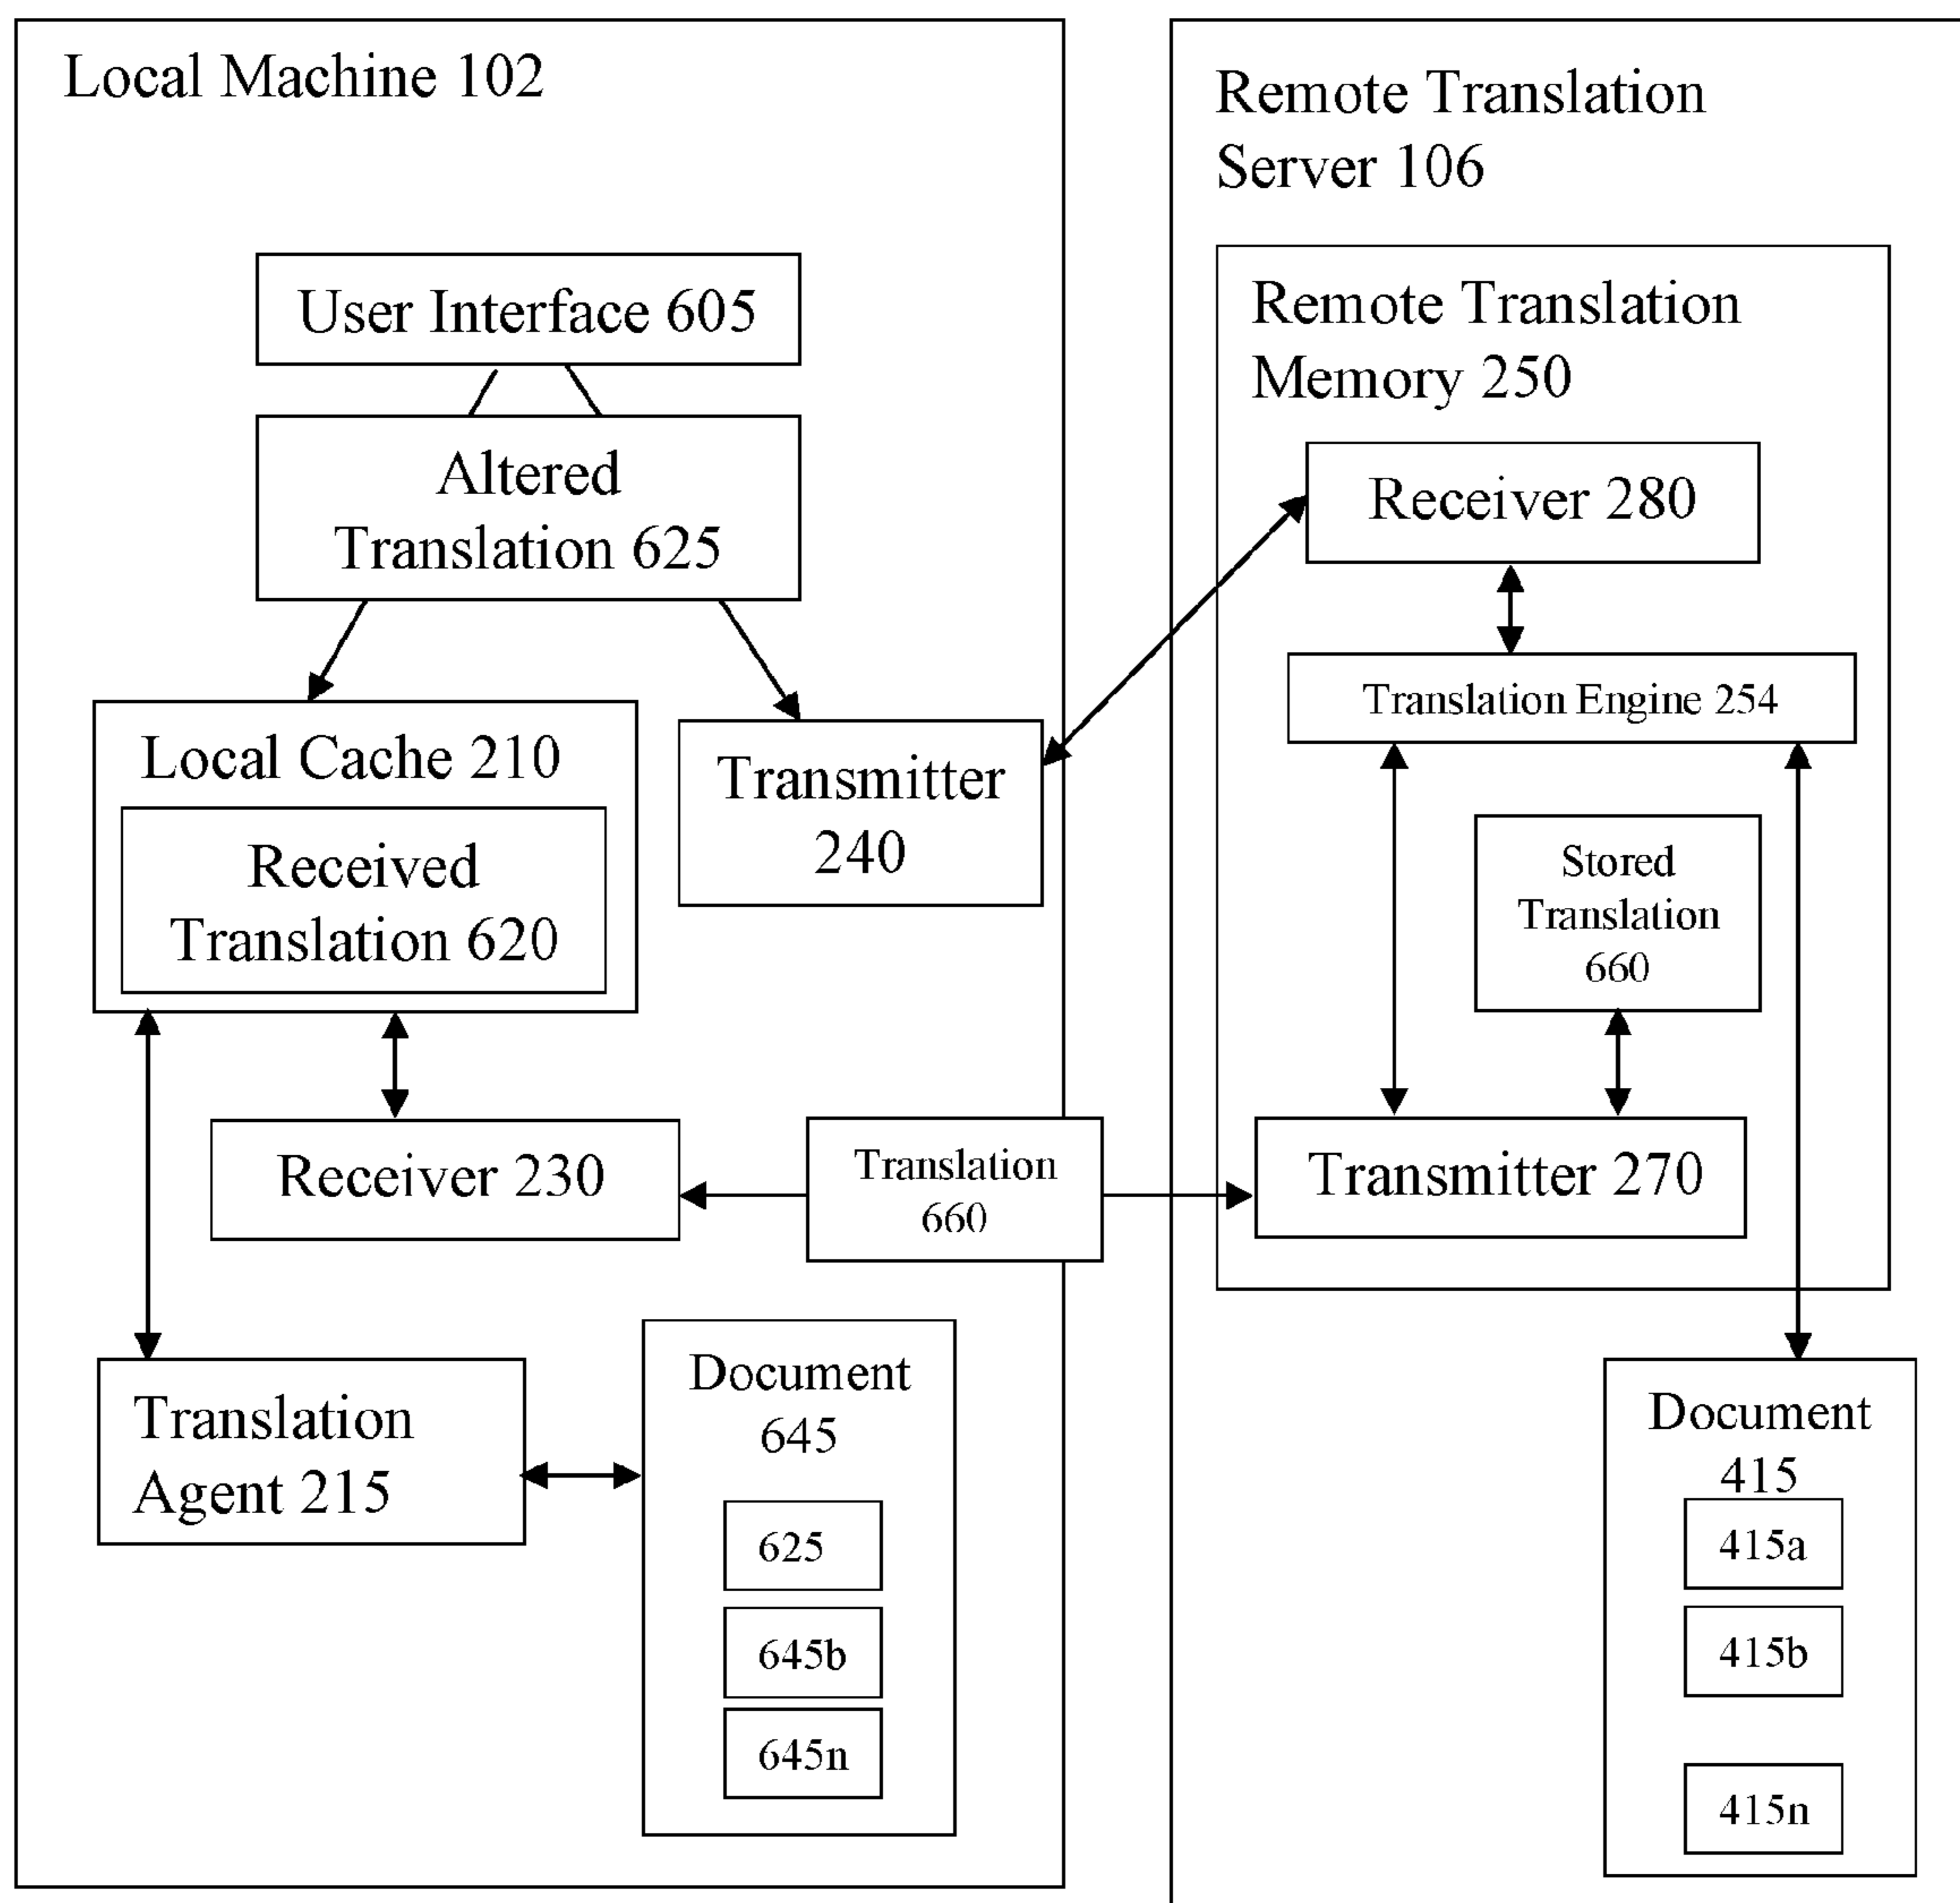 Local Machine 102
User Interface 605
Altered
Translation 625
Local Cache 210
Received
Translation 620
Transmitter
240
Receiver 230
Translation
660
Translation
Agent 215
Document
645
625
645b
645n
Remote Translation
Server 106
Remote Translation
Memory 250
Receiver 280
Translation Engine 254
Stored
Translation
660
Transmitter 270
Document
415
415a
415b
415n